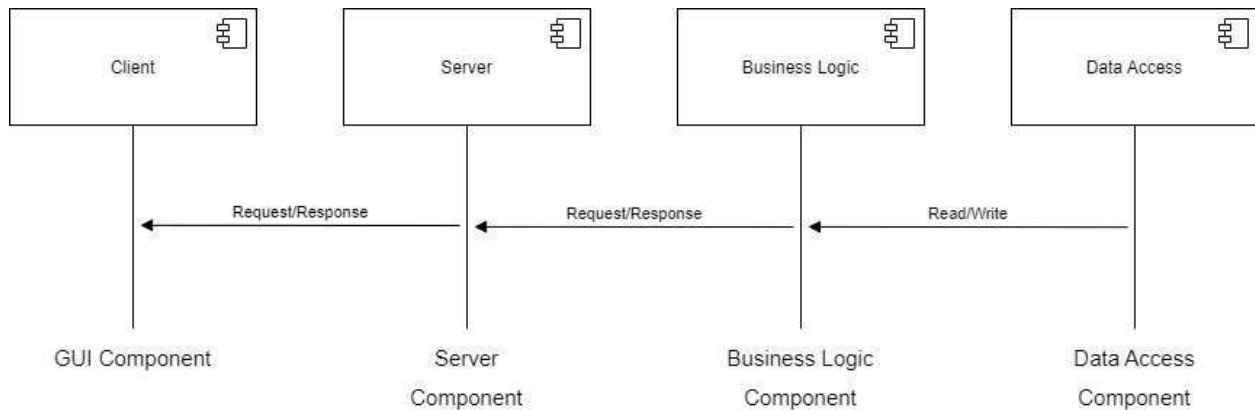 Client
Server
Business Logic
Data Access
Request/Response
Request/Response
Read/Write
GUI Component
Server
Component
Business Logic
Component
Data Access
Component